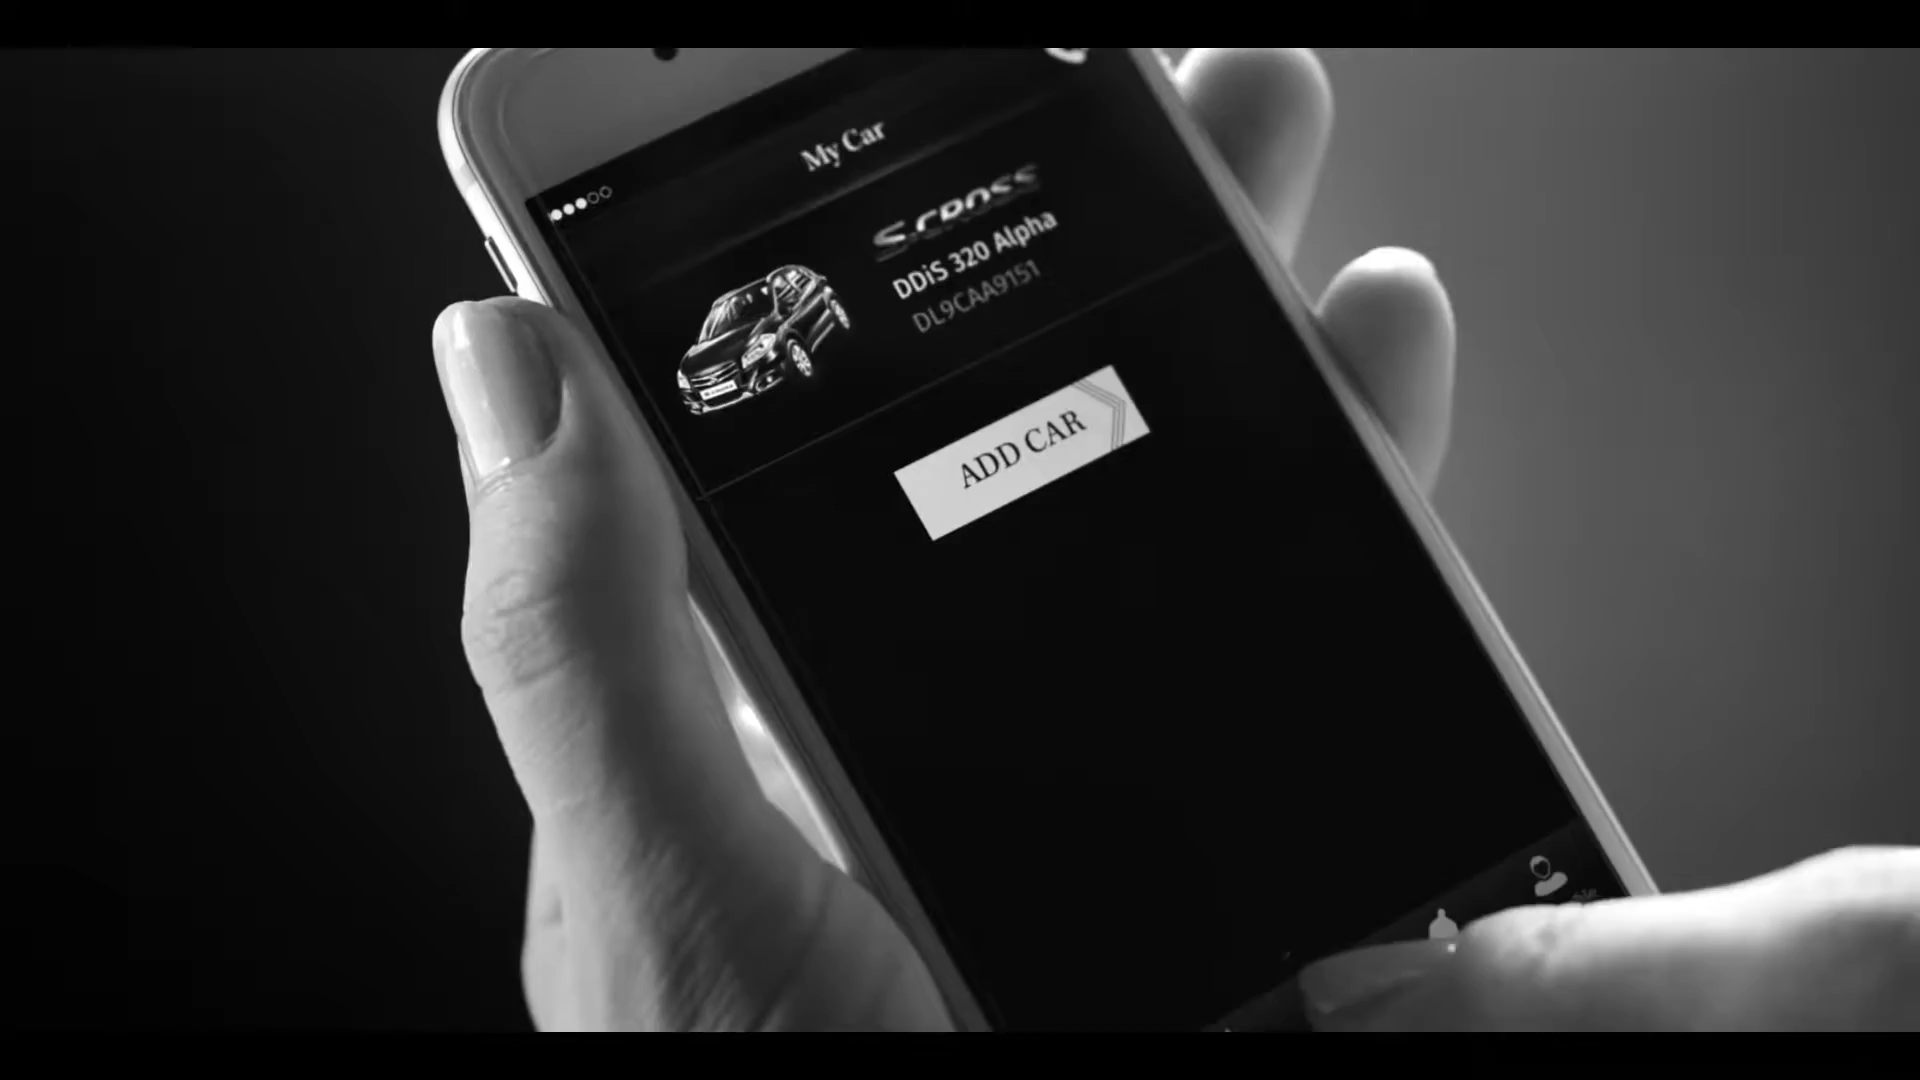 My Car
S.CROSS
DDiS 320 Alpha
DL9CAA9151
ADD CAR